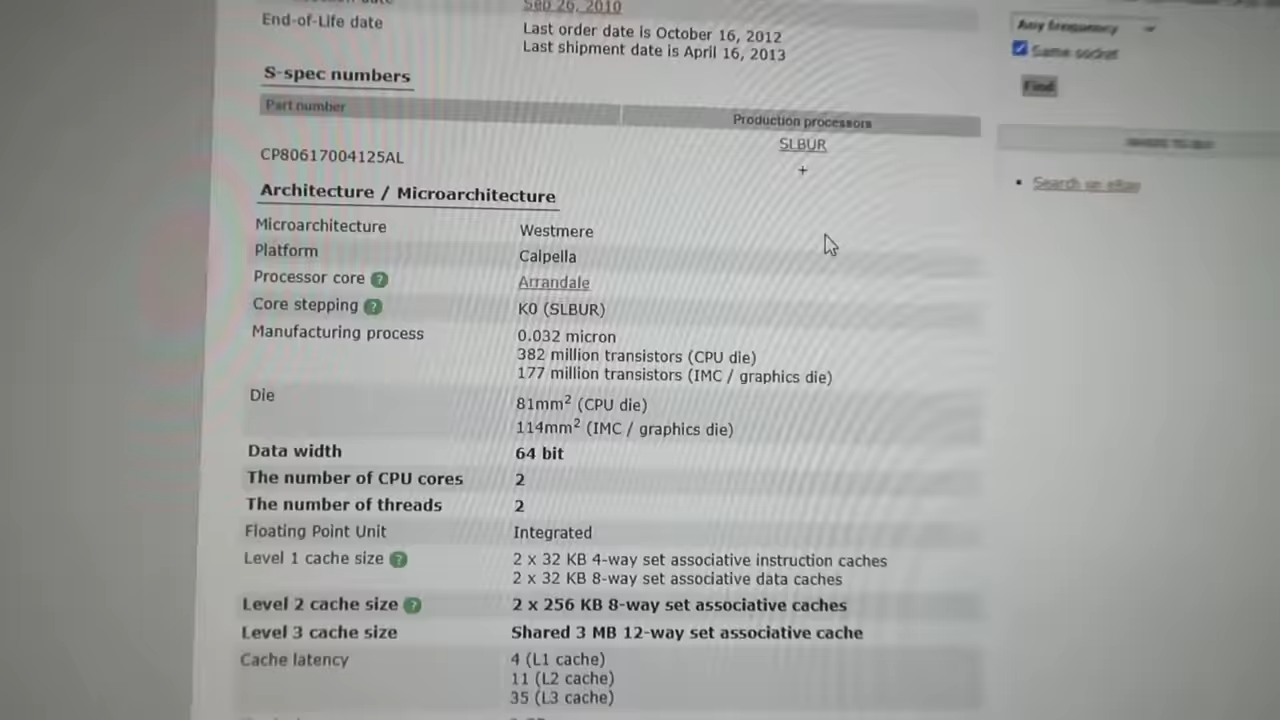 Sep 26, 2010
End-of-Life date
Last order date is October 16, 2012
Last shipment date is April 16, 2013
S-spec numbers
Part number
Production processors
SLBUR
CP80617004125AL
+
Architecture / Microarchitecture
Microarchitecture Westmere
Platform Calpella
Processor core ? Arrandale
Core stepping ? K0 (SLBUR)
Manufacturing process 0.032 micron
382 million transistors (CPU die)
177 million transistors (IMC / graphics die)
Die 81mm² (CPU die)
114mm² (IMC / graphics die)
Data width 64 bit
The number of CPU cores 2
The number of threads 2
Floating Point Unit Integrated
Level 1 cache size ? 2 x 32 KB 4-way set associative instruction caches
2 x 32 KB 8-way set associative data caches
Level 2 cache size ? 2 x 256 KB 8-way set associative caches
Level 3 cache size Shared 3 MB 12-way set associative cache
Cache latency 4 (L1 cache)
11 (L2 cache)
35 (L3 cache)
Any frequency
Same socket
Find
Search on eBay